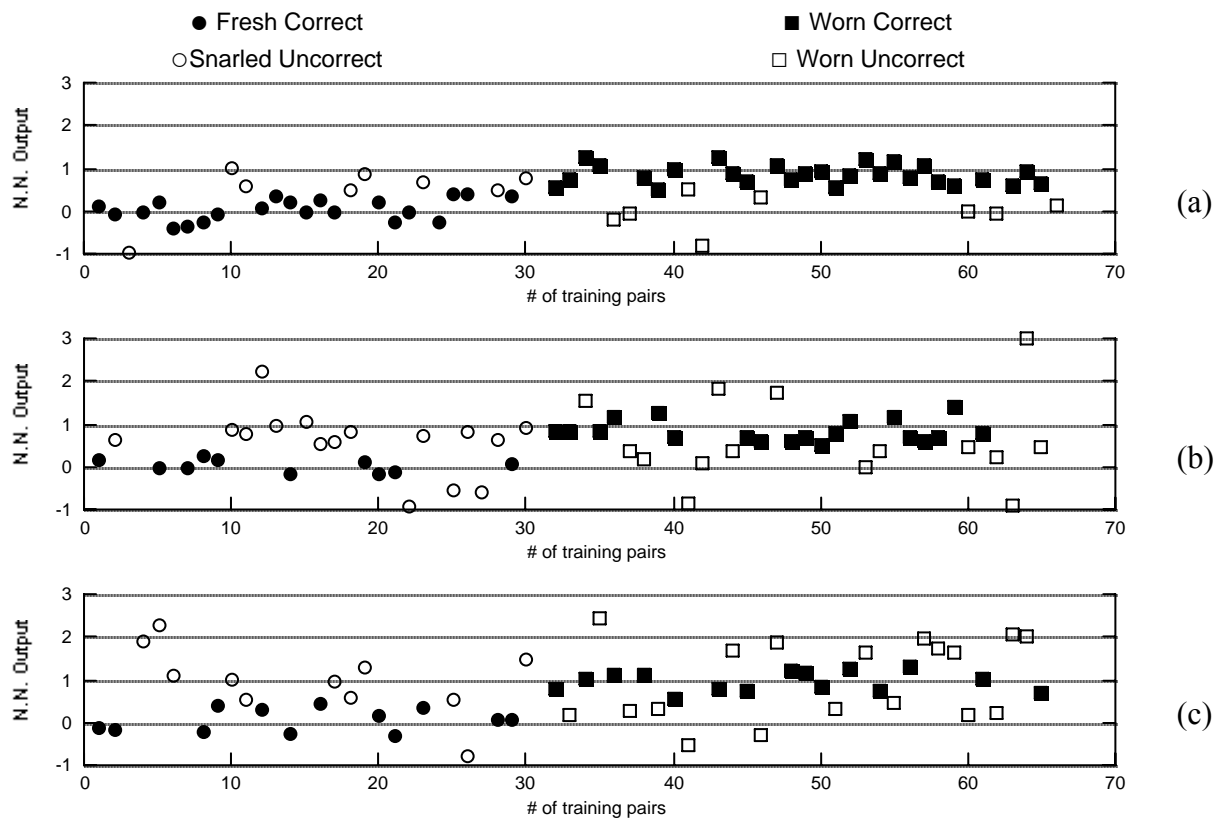 Fresh Correct Worn Correct
Snarled Uncorrect Worn Uncorrect
3
2
1
0
-1
N.N. Output
0 10 20 30 40 50 60 70
# of training pairs
(a)
3
2
1
0
-1
N.N. Output
0 10 20 30 40 50 60 70
# of training pairs
(b)
3
2
1
0
-1
N.N. Output
0 10 20 30 40 50 60 70
# of training pairs
(c)